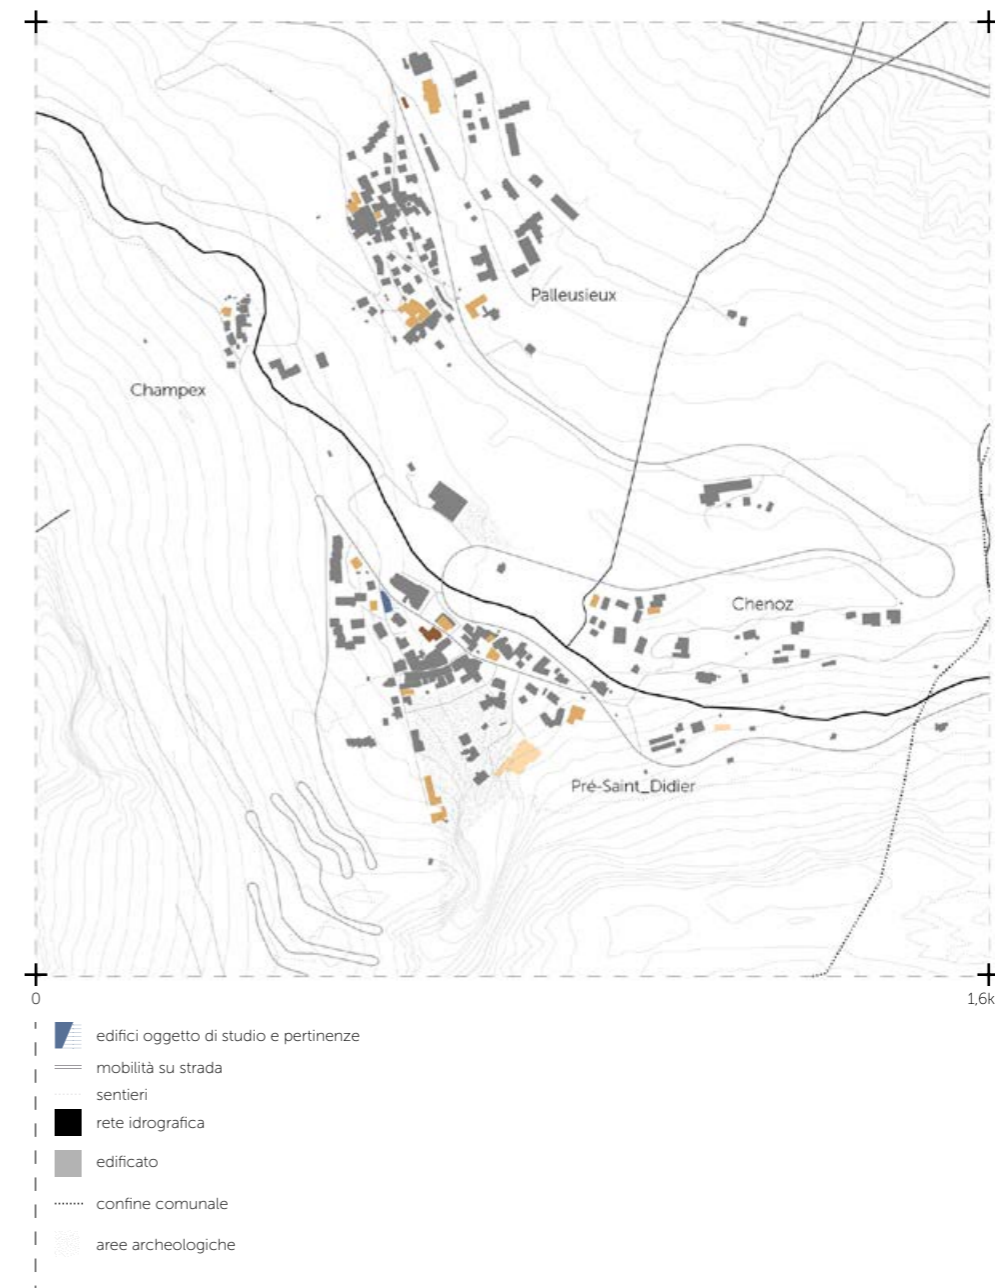 Palleusieux
Champex
Chenoz
Pré-Saint_Didier
0
1,6k
edifici oggetto di studio e pertinenze
mobilità su strada
sentieri
rete idrografica
edificato
confine comunale
aree archeologiche